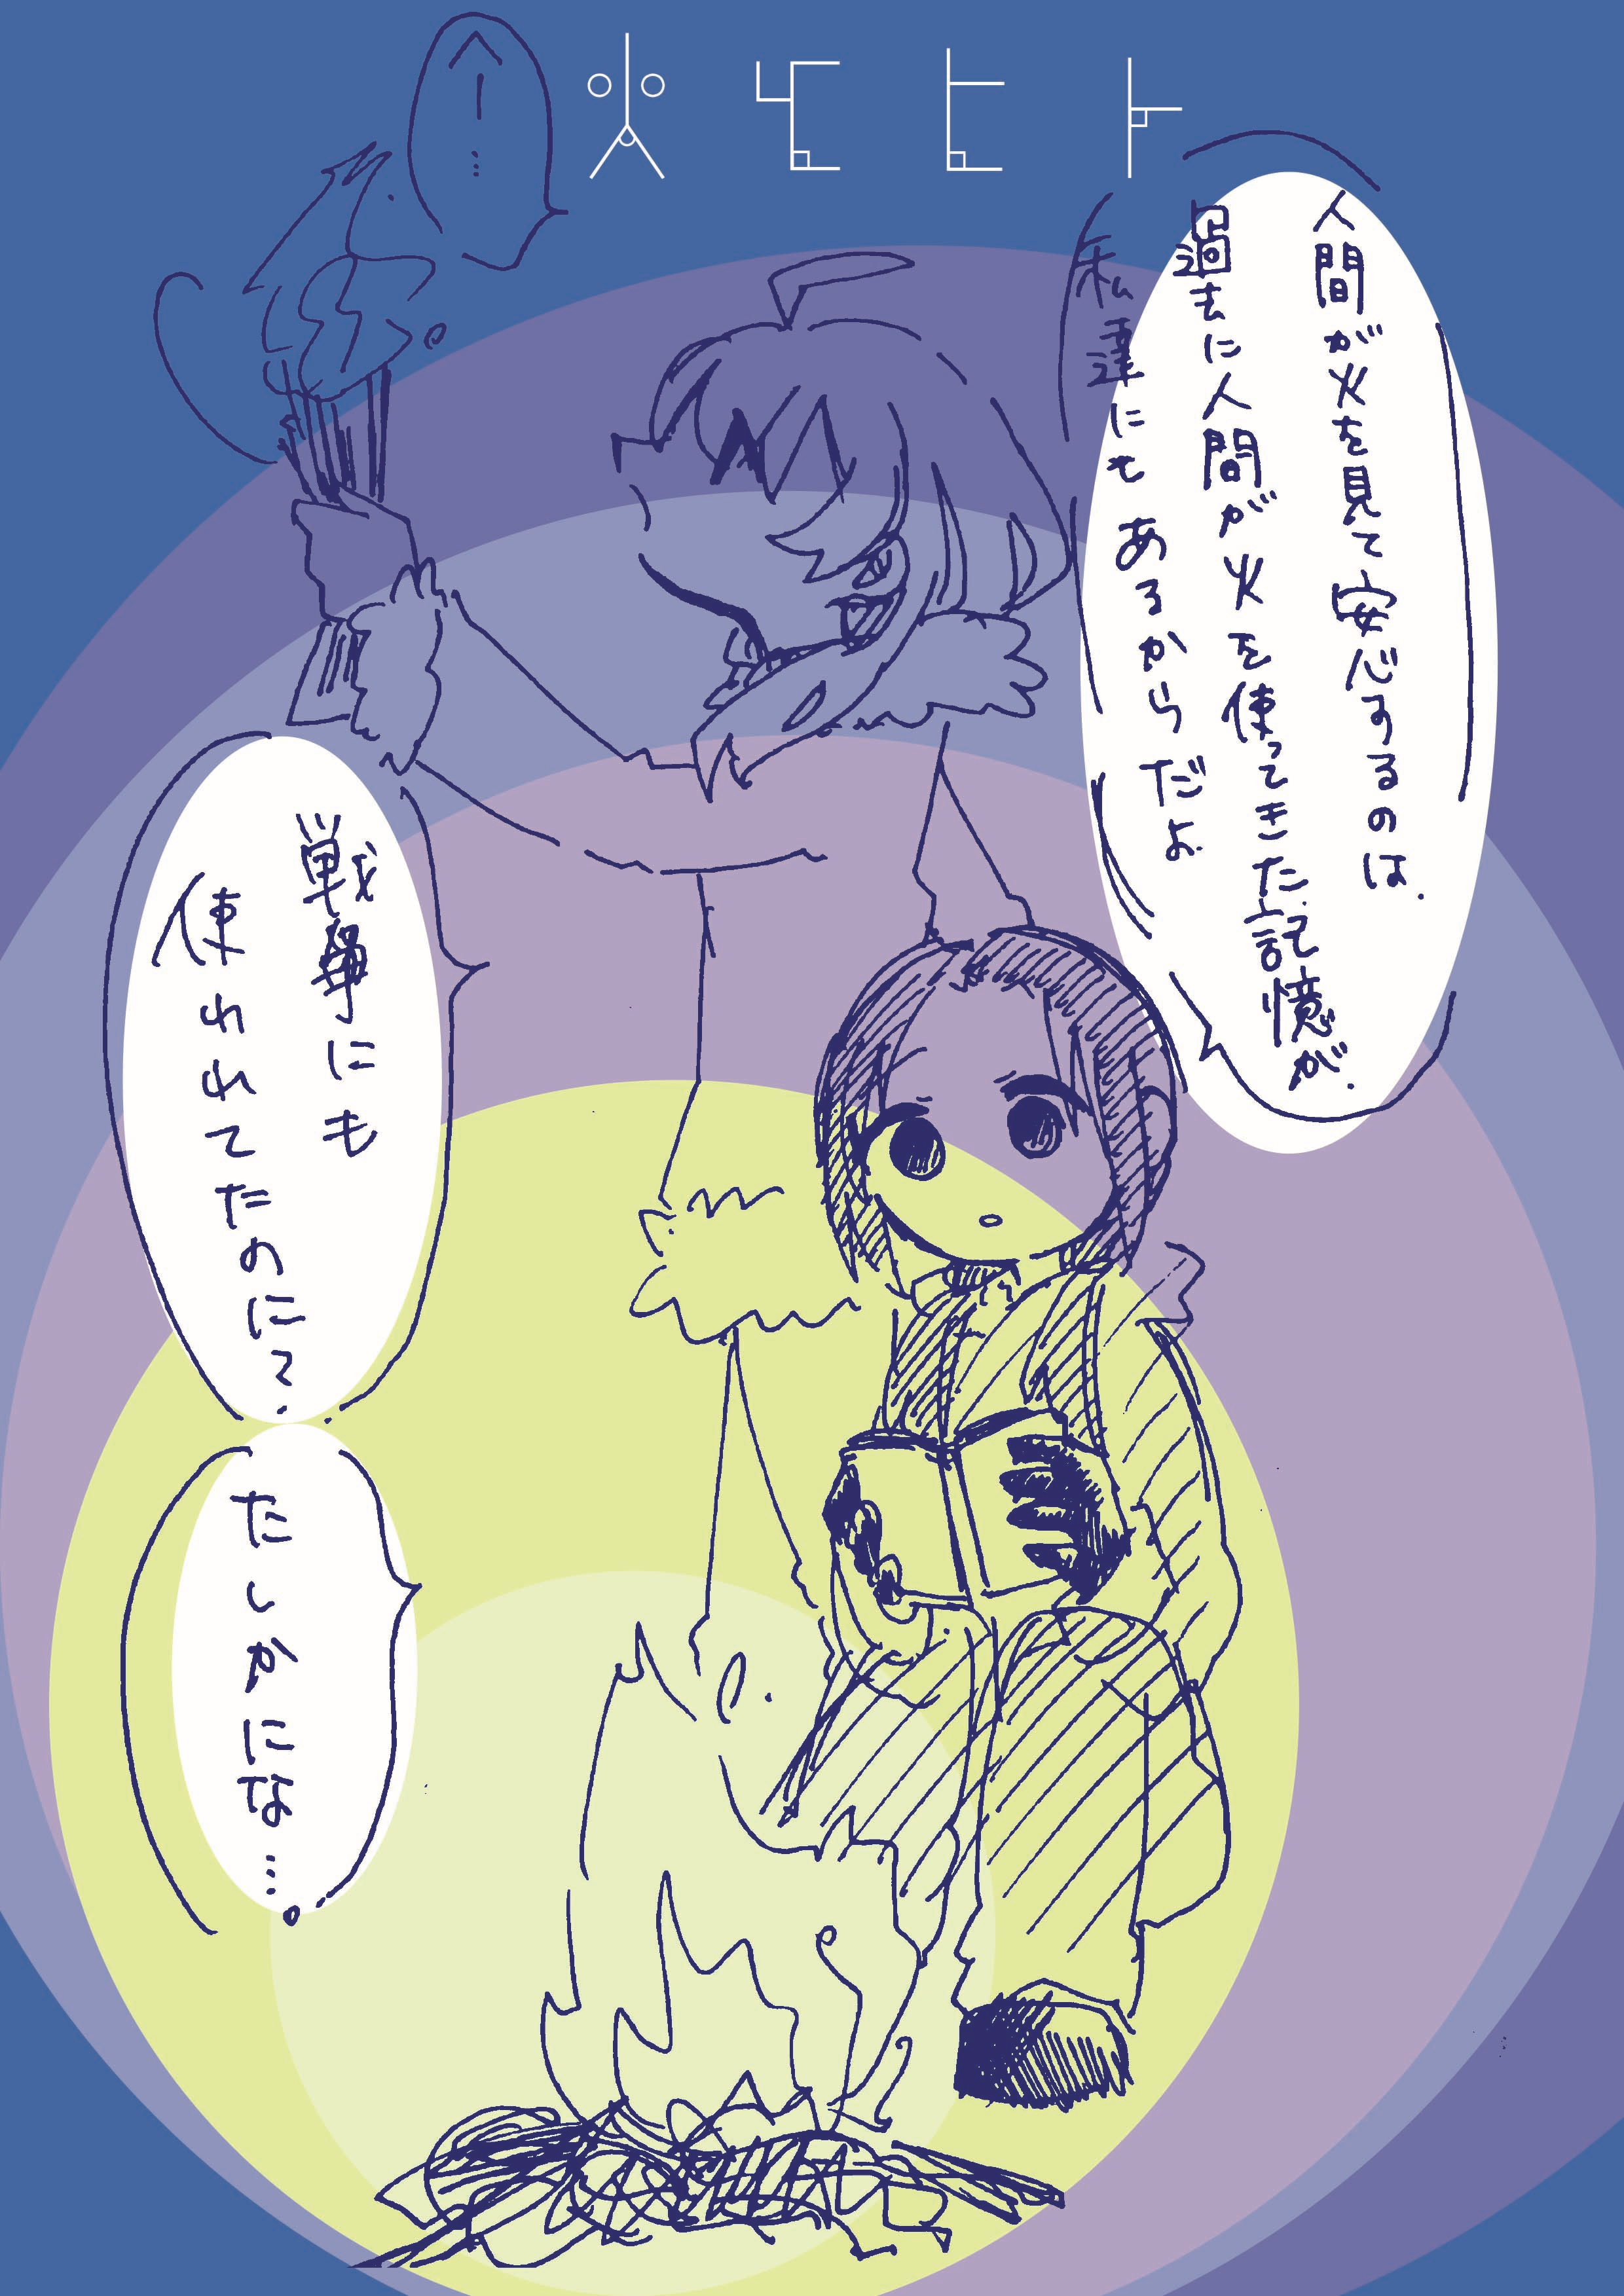 火とヒト
人間が火を見て安心するのは、
過去に人間が火を使ってきた記憶が、
私達にもあるからだよ
へー…
戦争にも
使われてたのに?
たしかにな…。